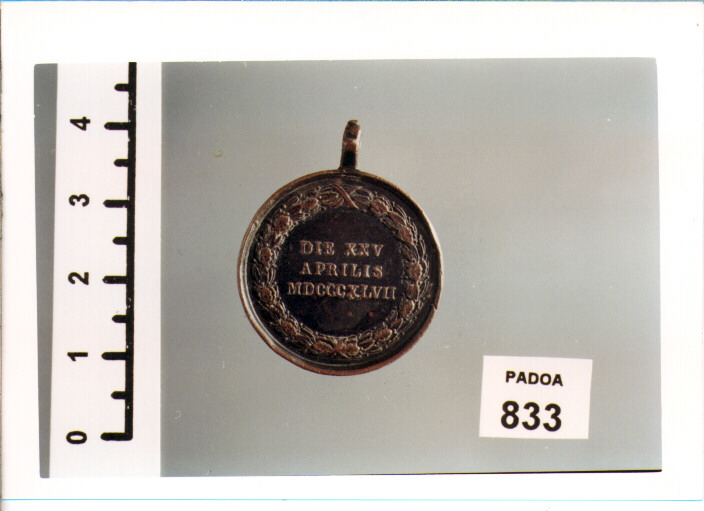 4
3
2
1
0
DIE XXV
APRILIS
MDCCCXLVII
PADOA
833